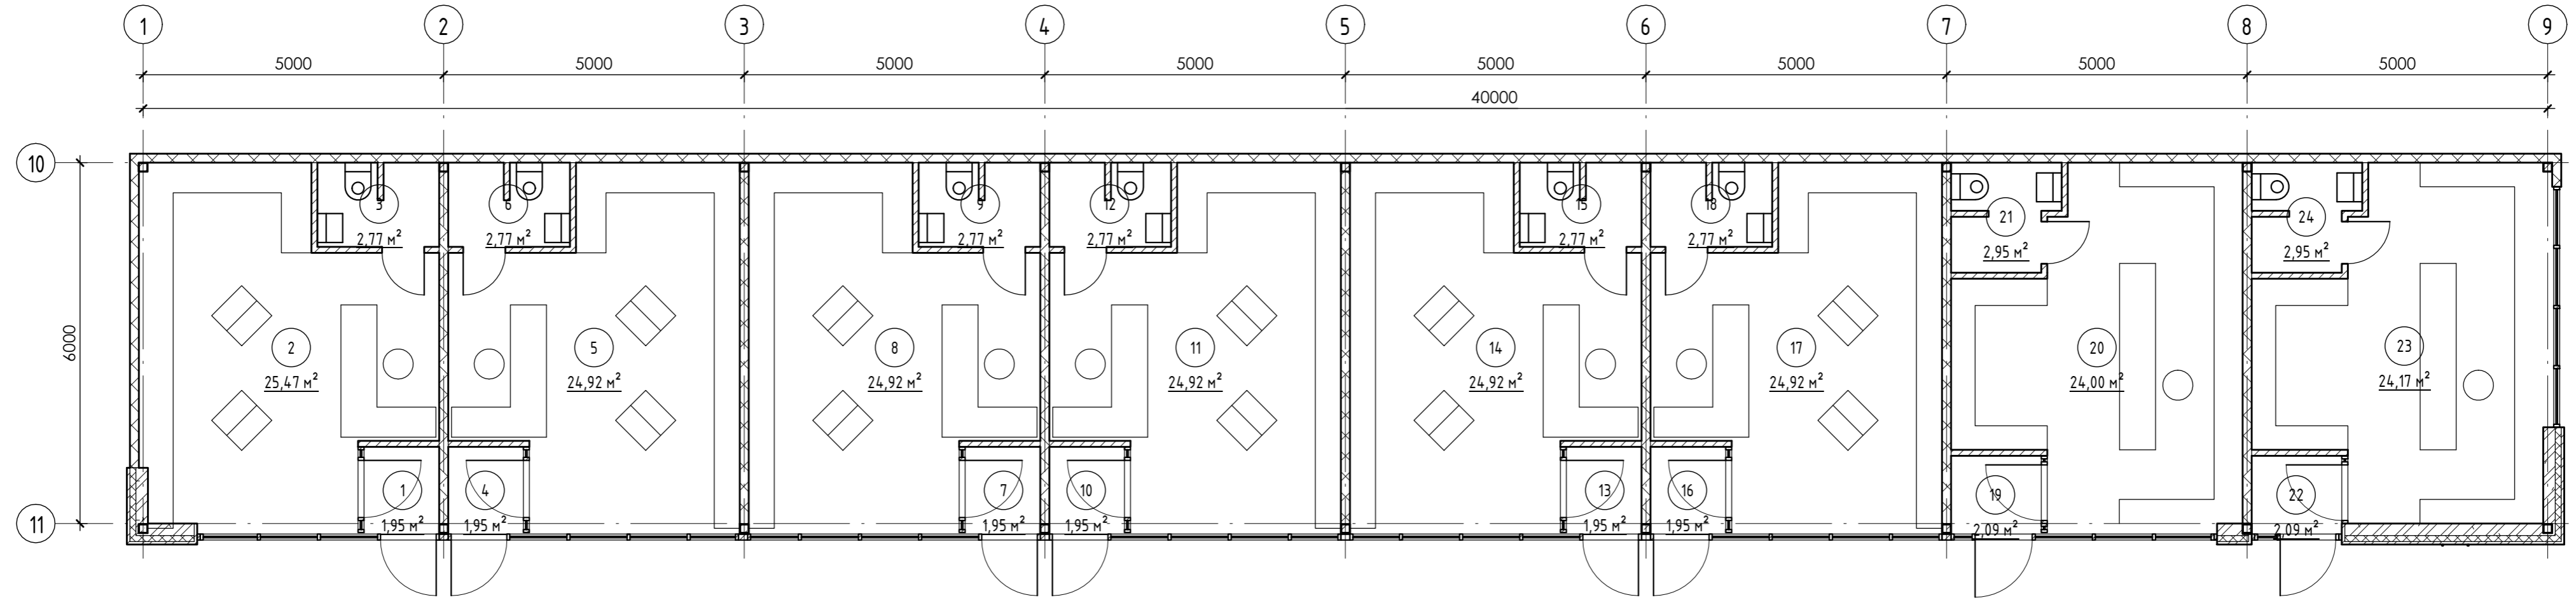 1 2 3 4 5 6 7 8 9
5000 5000 5000 5000 5000 5000 5000 5000
40000
10
3 6 9 12 15 18 21 24
2,77 м² 2,77 м² 2,77 м² 2,77 м² 2,77 м² 2,77 м² 2,95 м² 2,95 м²
6000
2 5 8 11 14 17 20 23
25,47 м² 24,92 м² 24,92 м² 24,92 м² 24,92 м² 24,92 м² 24,00 м² 24,17 м²
1 4 7 10 13 16 19 22
11
1,95 м² 1,95 м² 1,95 м² 1,95 м² 1,95 м² 1,95 м² 2,09 м² 2,09 м²